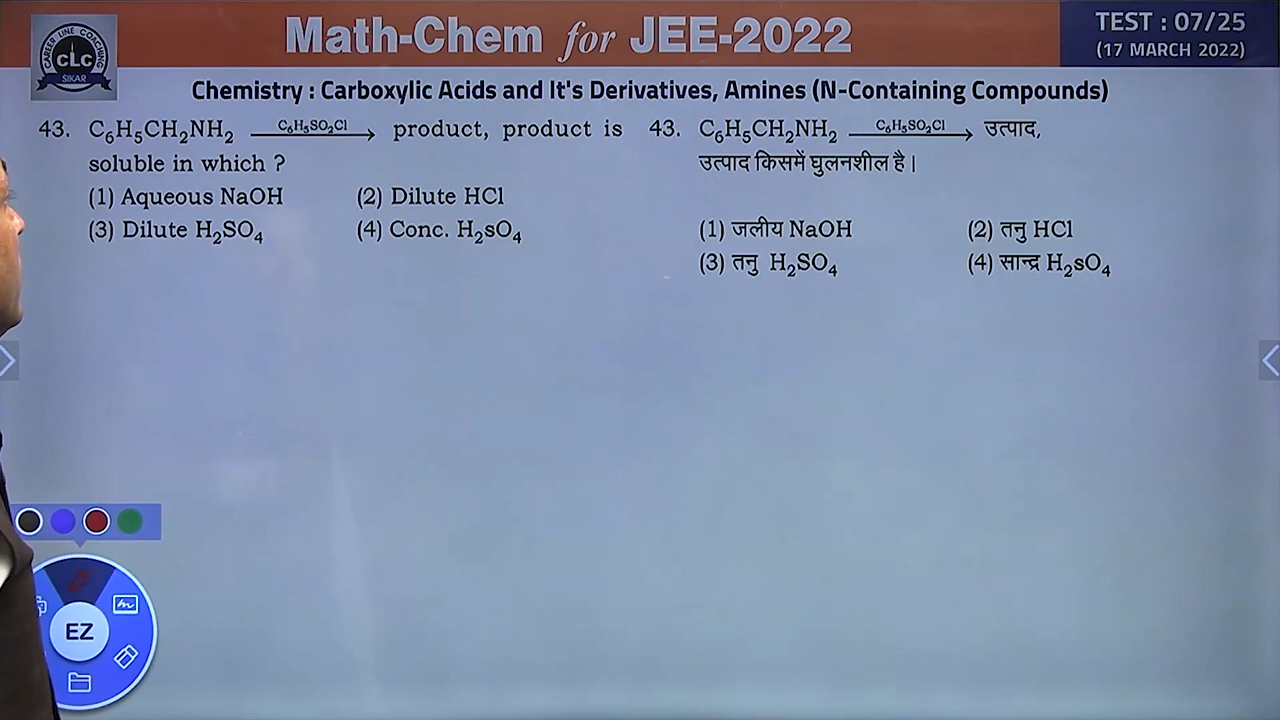 CAREER LINE COACHING
CLC
SIKAR
Math-Chem for JEE-2022
TEST : 07/25
(17 MARCH 2022)
Chemistry : Carboxylic Acids and It's Derivatives, Amines (N-Containing Compounds)
43. C₆H₅CH₂NH₂ —C₆H₅SO₂Cl→ product, product is
soluble in which ?
(1) Aqueous NaOH (2) Dilute HCl
(3) Dilute H₂SO₄ (4) Conc. H₂sO₄
43. C₆H₅CH₂NH₂ —C₆H₅SO₂Cl→ उत्पाद,
उत्पाद किसमें घुलनशील है।
(1) जलीय NaOH (2) तनु HCl
(3) तनु H₂SO₄ (4) सान्द्र H₂sO₄
EZ